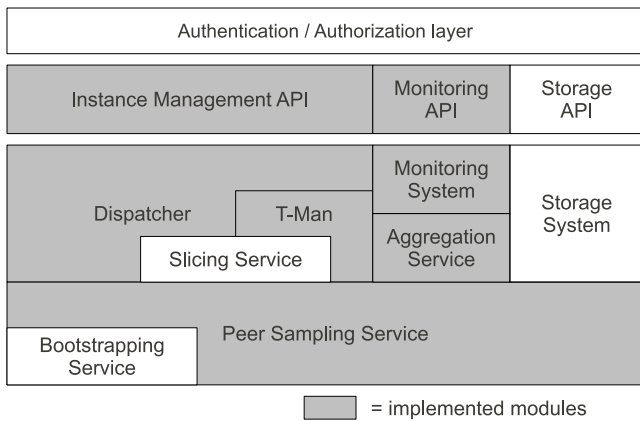 Authentication / Authorization layer
Instance Management API
Monitoring
API
Storage
API
Dispatcher
T-Man
Slicing Service
Monitoring
System
Aggregation
Service
Storage
System
Peer Sampling Service
Bootstrapping
Service
= implemented modules